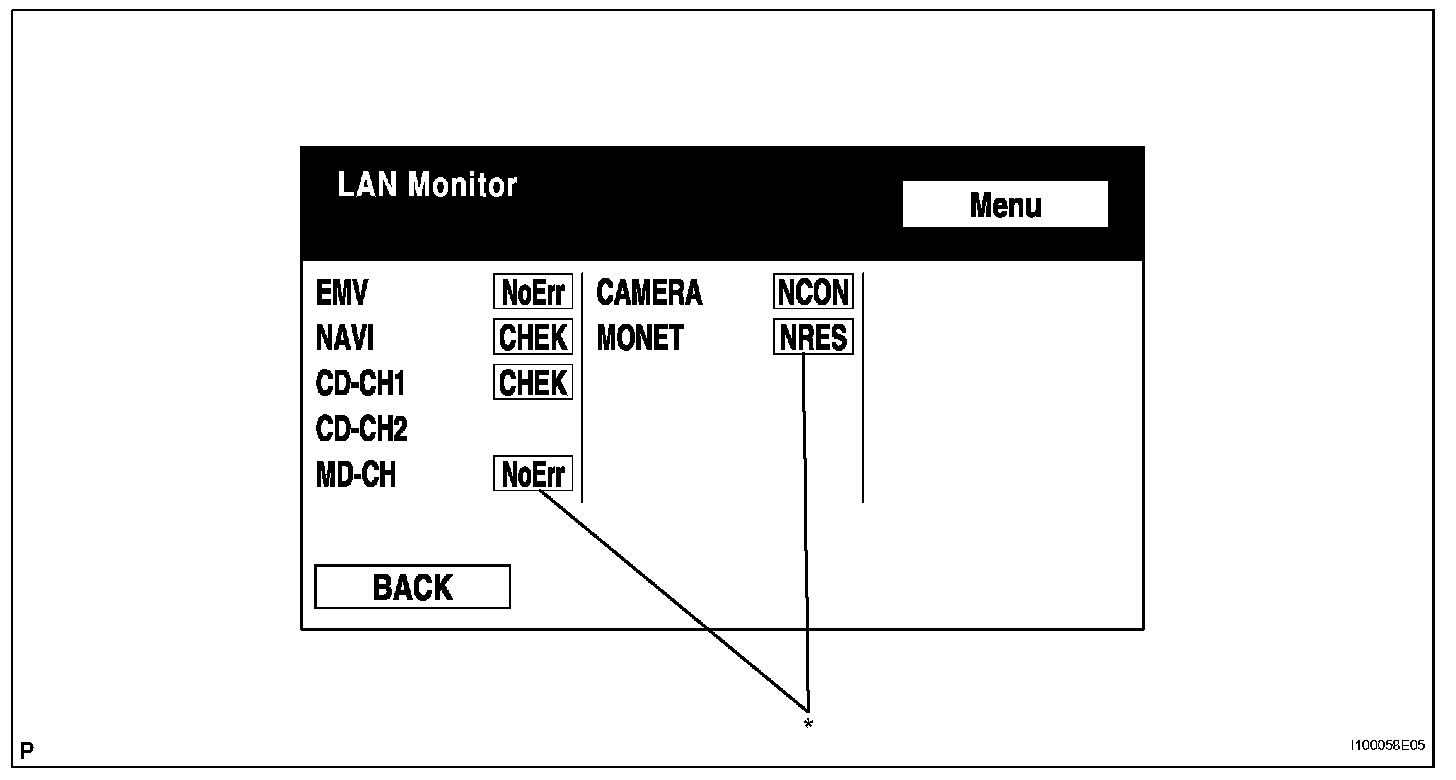 LAN Monitor
Menu
EMV NoErr CAMERA NCON
NAVI CHEK MONET NRES
CD-CH1 CHEK
CD-CH2
MD-CH NoErr
BACK
*
P
I100058E05